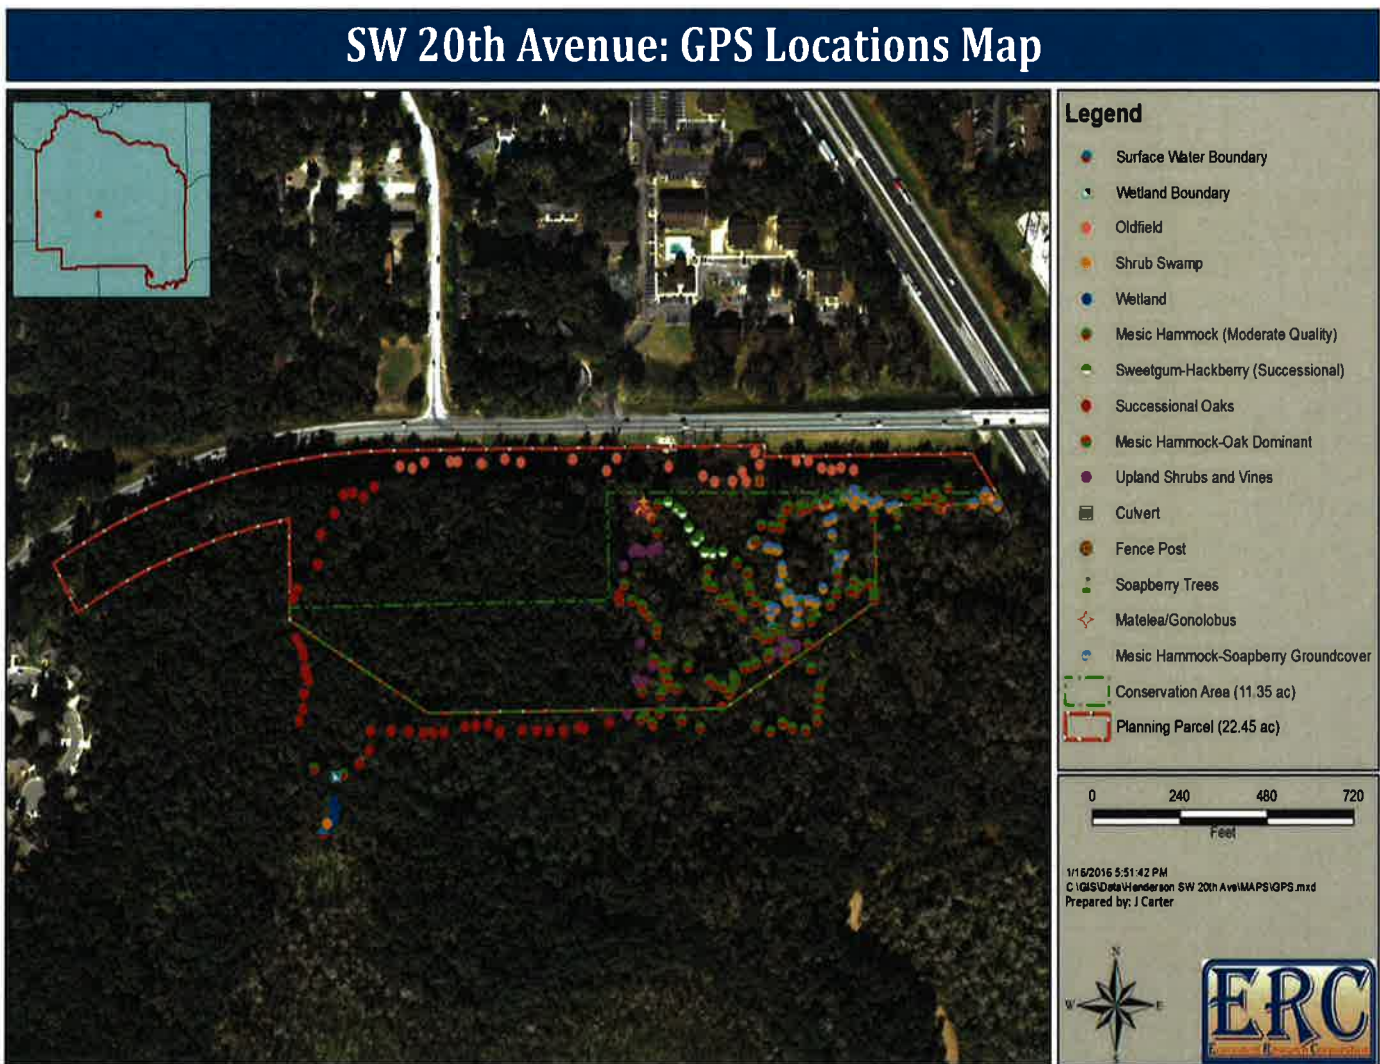 SW 20th Avenue: GPS Locations Map
Legend
Surface Water Boundary
Wetland Boundary
Oldfield
Shrub Swamp
Wetland
Mesic Hammock (Moderate Quality)
Sweetgum-Hackberry (Successional)
Successional Oaks
Mesic Hammock-Oak Dominant
Upland Shrubs and Vines
Culvert
Fence Post
Soapberry Trees
Matelea/Gonolobus
Mesic Hammock-Soapberry Groundcover
Conservation Area (11.35 ac)
Planning Parcel (22.45 ac)
0 240 480 720
Feet
1/16/2016 5:51:42 PM
C:\GIS\Data\Henderson SW 20th Ave\MAPS\GPS.mxd
Prepared by: J Carter
N
W E
ERC